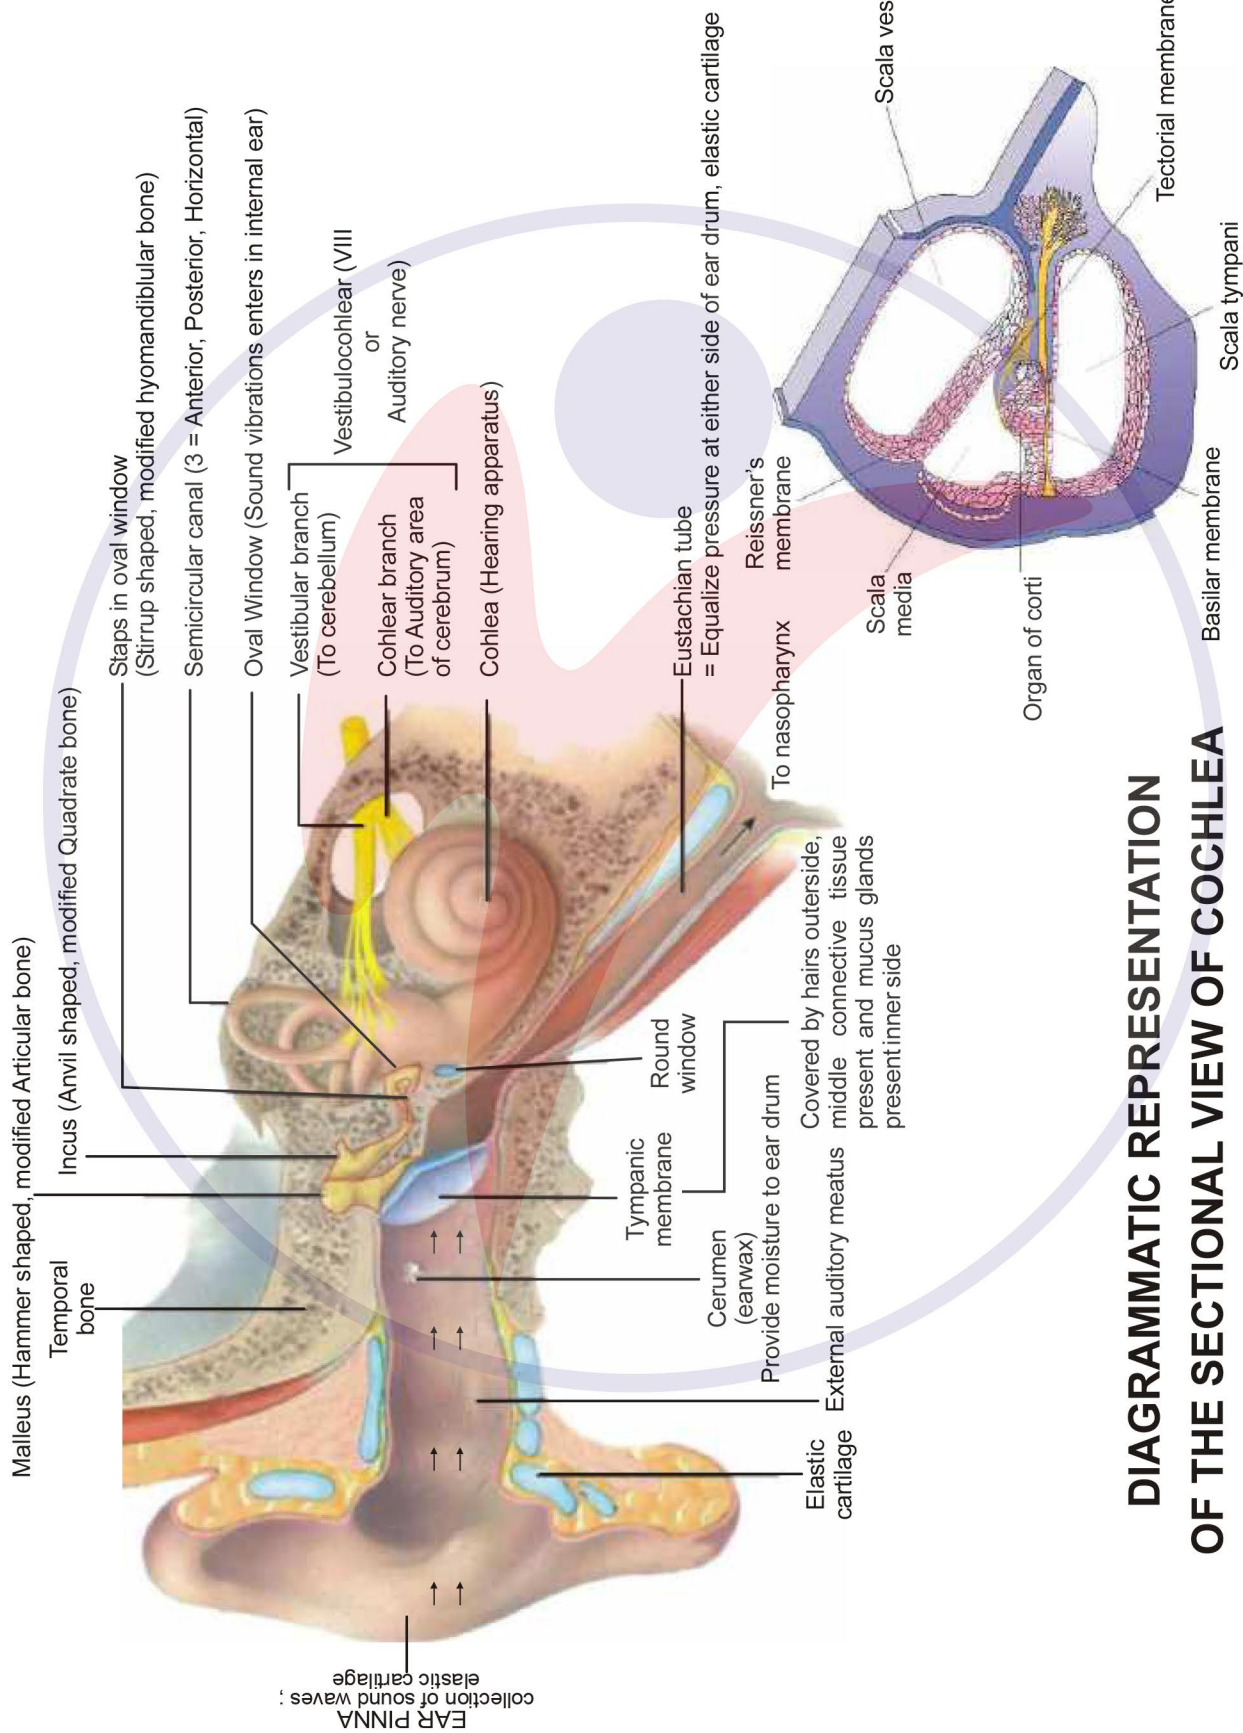 Malleus (Hammer shaped, modified Articular bone)
Incus (Anvil shaped, modified Quadrate bone)
Temporal
bone
Staps in oval window
(Stirrup shaped, modified hyomandiblular bone)
Semicircular canal (3 = Anterior, Posterior, Horizontal)
Oval Window (Sound vibrations enters in internal ear)
Vestibular branch
(To cerebellum)
Cohlear branch
(To Auditory area
of cerebrum)
Vestibulocohlear (VIII
or
Auditory nerve)
Cohlea (Hearing apparatus)
Eustachian tube
= Equalize pressure at either side of ear drum, elastic cartilage
To nasopharynx
Round
window
Tympanic
membrane
Covered by hairs outerside,
middle connective tissue
present and mucus glands
present inner side
Cerumen
(earwax)
Provide moisture to ear drum
External auditory meatus
Elastic
cartilage
EAR PINNA
collection of sound waves ;
elastic cartilage
Reissner's
membrane
Scala
media
Organ of corti
Basilar membrane
Scala tympani
Tectorial membrane
Scala ves
DIAGRAMMATIC REPRESENTATION
OF THE SECTIONAL VIEW OF COCHLEA